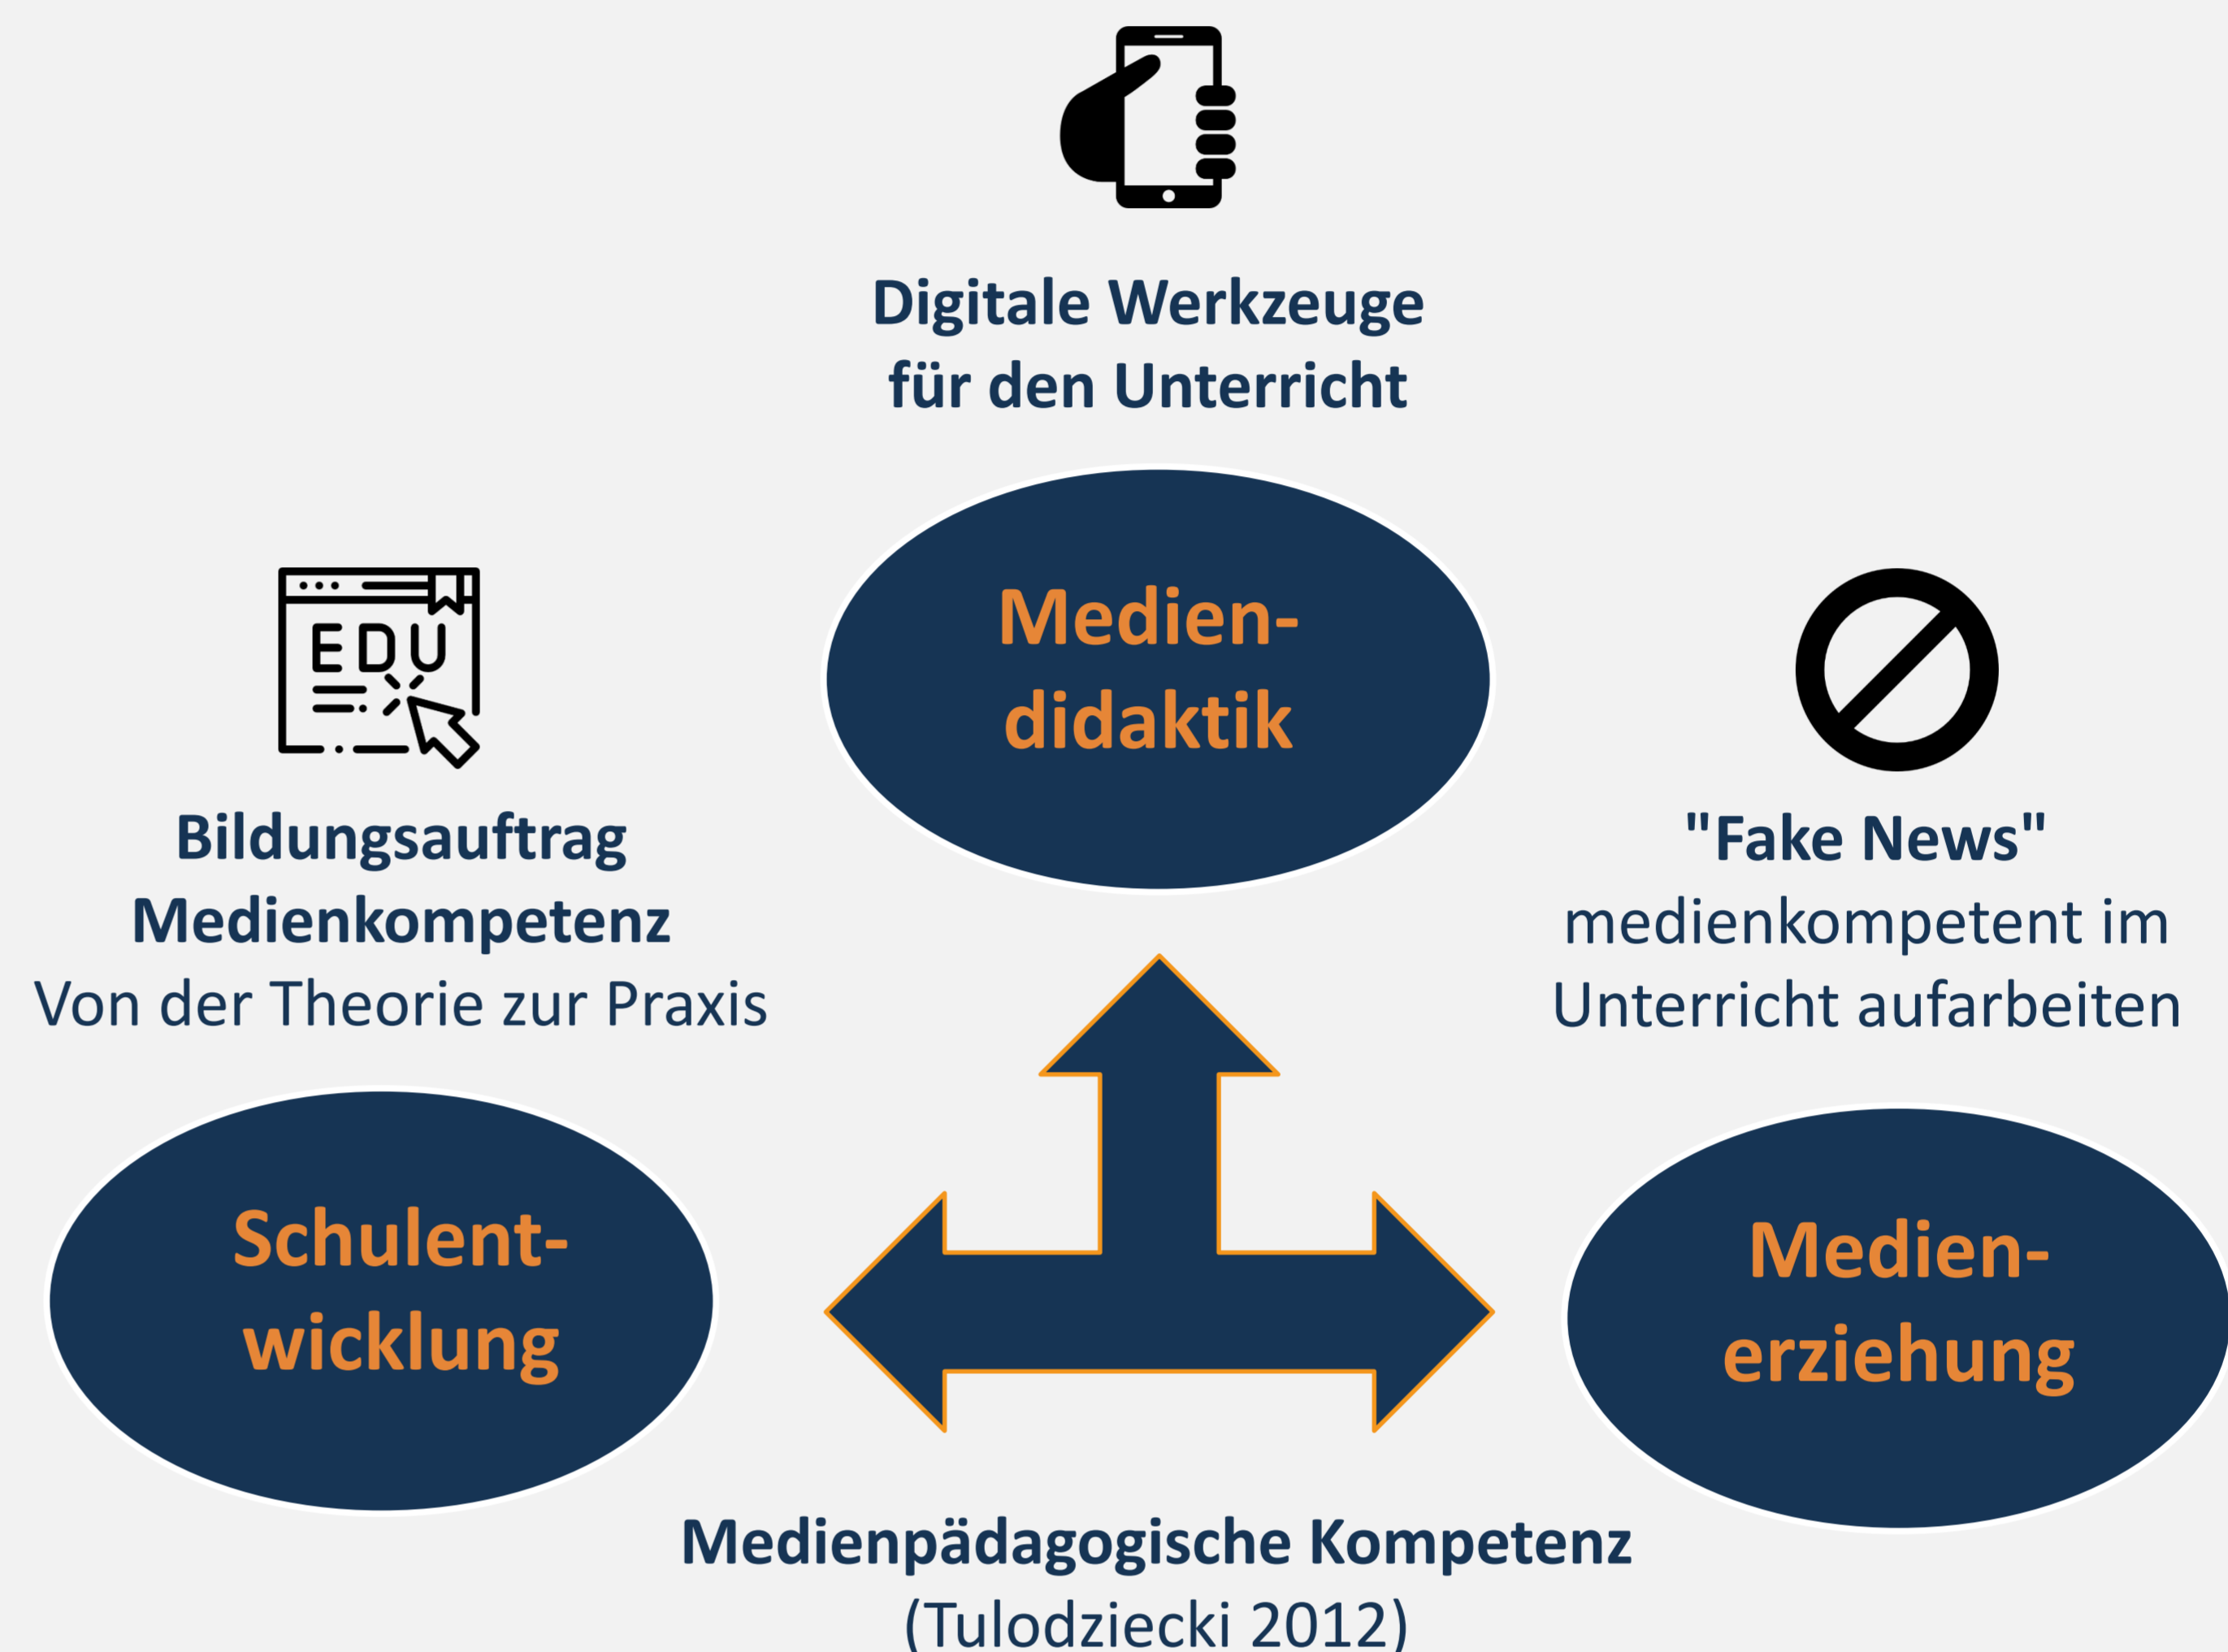 Digitale Werkzeuge
für den Unterricht
Medien-
didaktik
EDU
Bildungsauftrag
Medienkompetenz
Von der Theorie zur Praxis
"Fake News"
medienkompetent im
Unterricht aufarbeiten
Schulent-
wicklung
Medien-
erziehung
Medienpädagogische Kompetenz
(Tulodziecki 2012)